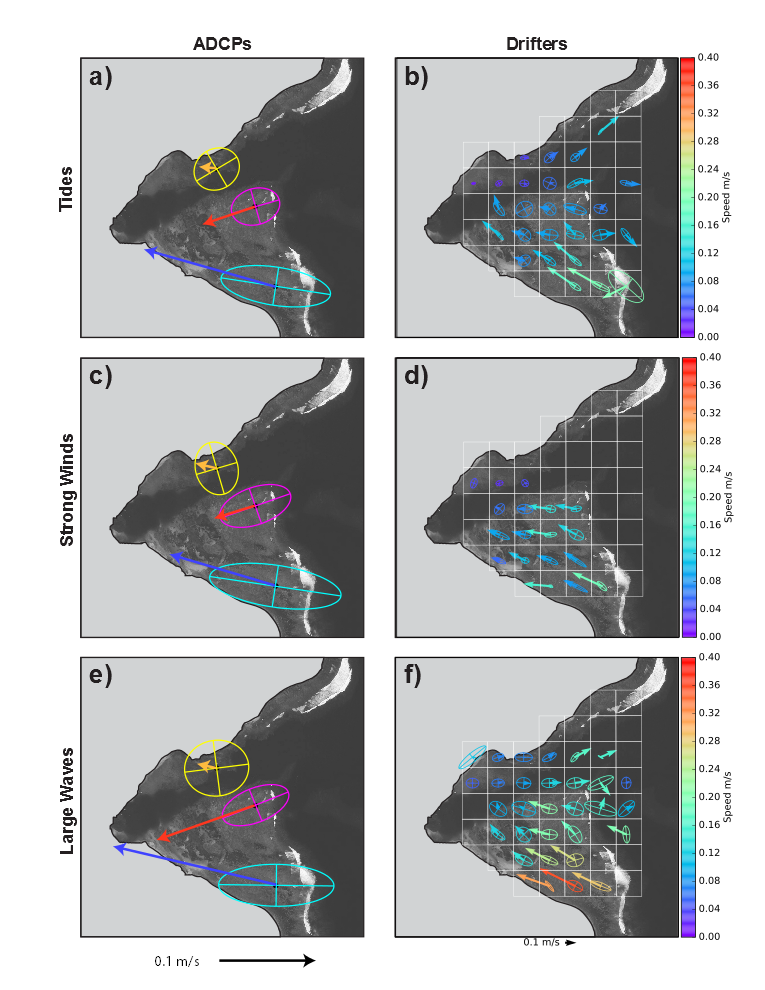 ADCPs
Drifters
a)
b)
Tides
0.40
0.36
0.32
0.28
0.24
0.20
0.16
0.12
0.08
0.04
0.00
Speed m/s
c)
d)
Strong Winds
0.40
0.36
0.32
0.28
0.24
0.20
0.16
0.12
0.08
0.04
0.00
Speed m/s
e)
f)
Large Waves
0.40
0.36
0.32
0.28
0.24
0.20
0.16
0.12
0.08
0.04
0.00
Speed m/s
0.1 m/s
0.1 m/s